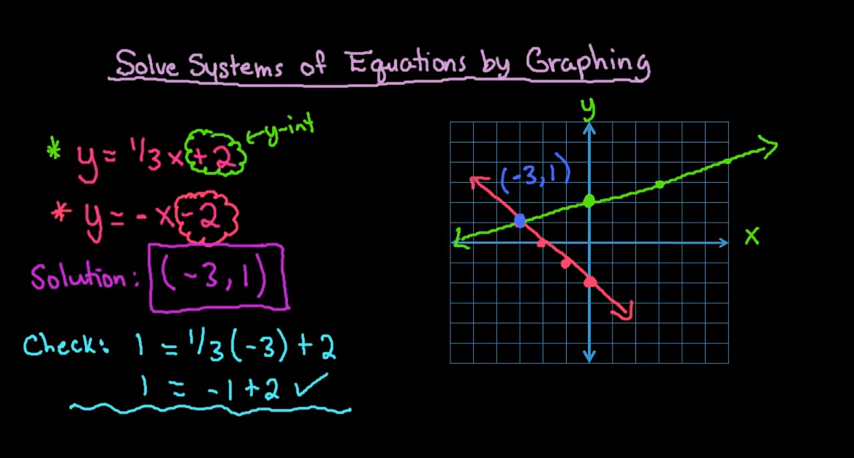 Solve Systems of Equations by Graphing
* y = 1/3 x + 2 ← y-int
* y = - x - 2
Solution: (-3, 1)
Check: 1 = 1/3 (-3) + 2
1 = -1 + 2 ✓
y
(-3, 1)
x